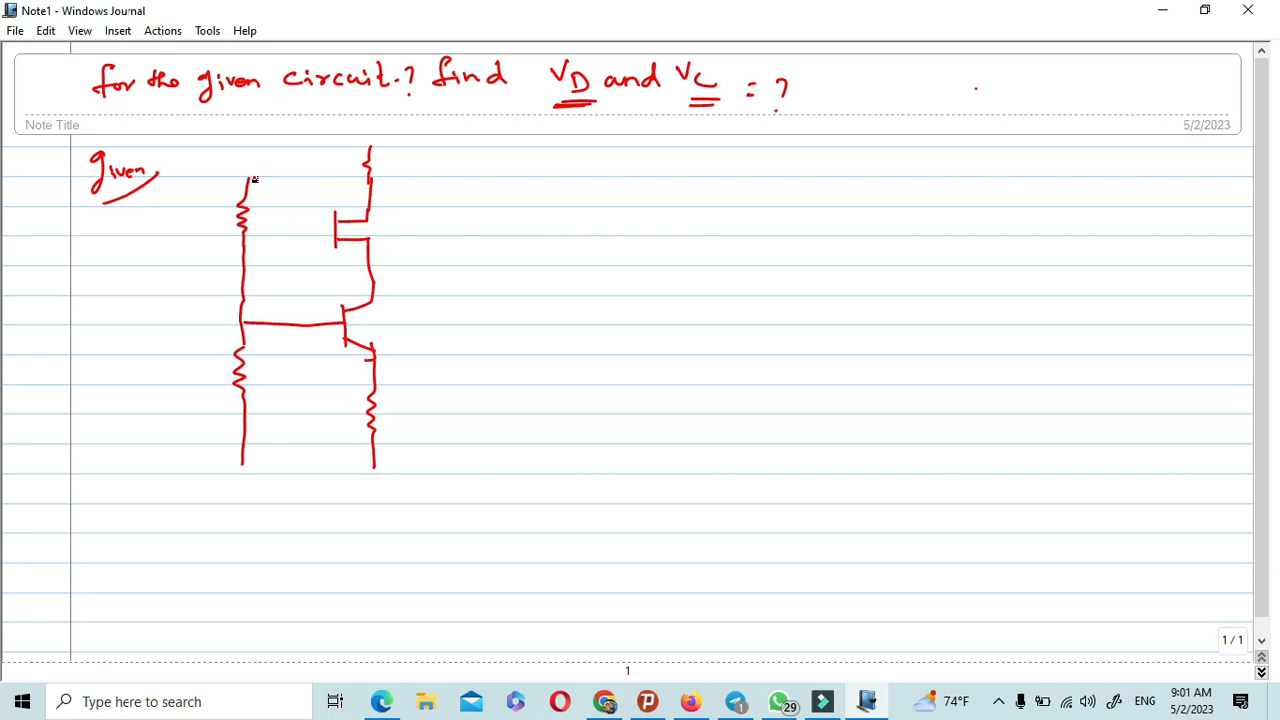 Note1 - Windows Journal
File Edit View Insert Actions Tools Help
for the given circuit.? find VD and VC = ?
Note Title
5/2/2023
Given
1 / 1
1
Type here to search
29
74°F
ENG
9:01 AM
5/2/2023